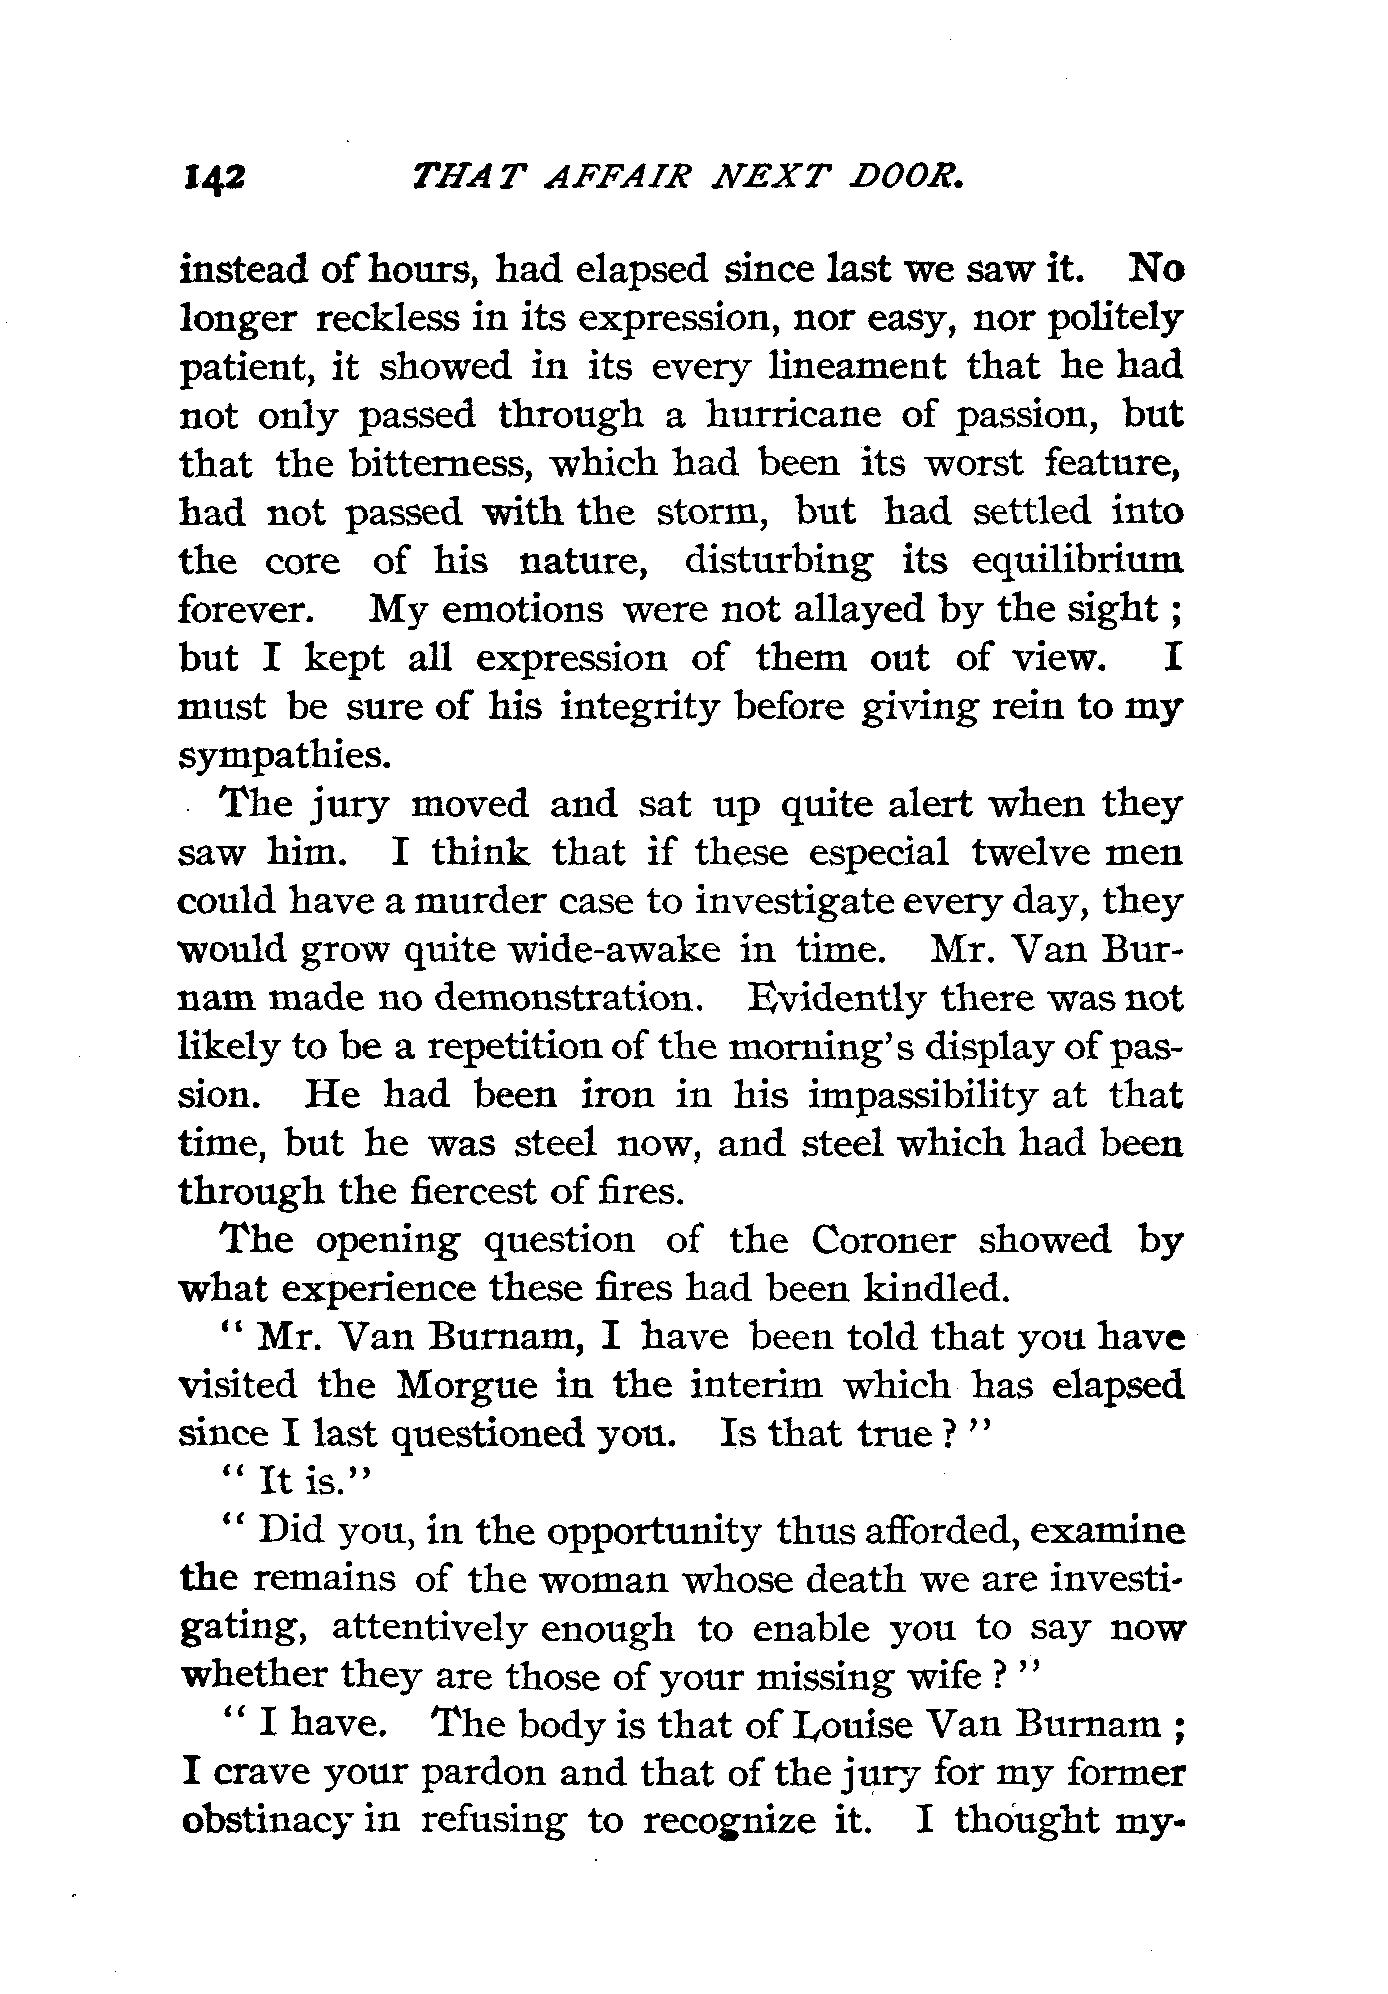 142 THAT AFFAIR NEXT DOOR.
instead of hours, had elapsed since last we saw it. No
longer reckless in its expression, nor easy, nor politely
patient, it showed in its every lineament that he had
not only passed through a hurricane of passion, but
that the bitterness, which had been its worst feature,
had not passed with the storm, but had settled into
the core of his nature, disturbing its equilibrium
forever. My emotions were not allayed by the sight ;
but I kept all expression of them out of view. I
must be sure of his integrity before giving rein to my
sympathies.
The jury moved and sat up quite alert when they
saw him. I think that if these especial twelve men
could have a murder case to investigate every day, they
would grow quite wide-awake in time. Mr. Van Bur-
nam made no demonstration. Evidently there was not
likely to be a repetition of the morning's display of pas-
sion. He had been iron in his impassibility at that
time, but he was steel now, and steel which had been
through the fiercest of fires.
The opening question of the Coroner showed by
what experience these fires had been kindled.
" Mr. Van Burnam, I have been told that you have
visited the Morgue in the interim which has elapsed
since I last questioned you. Is that true ? "
" It is."
" Did you, in the opportunity thus afforded, examine
the remains of the woman whose death we are investi-
gating, attentively enough to enable you to say now
whether they are those of your missing wife ? "
" I have. The body is that of Louise Van Burnam ;
I crave your pardon and that of the jury for my former
obstinacy in refusing to recognize it. I thought my-